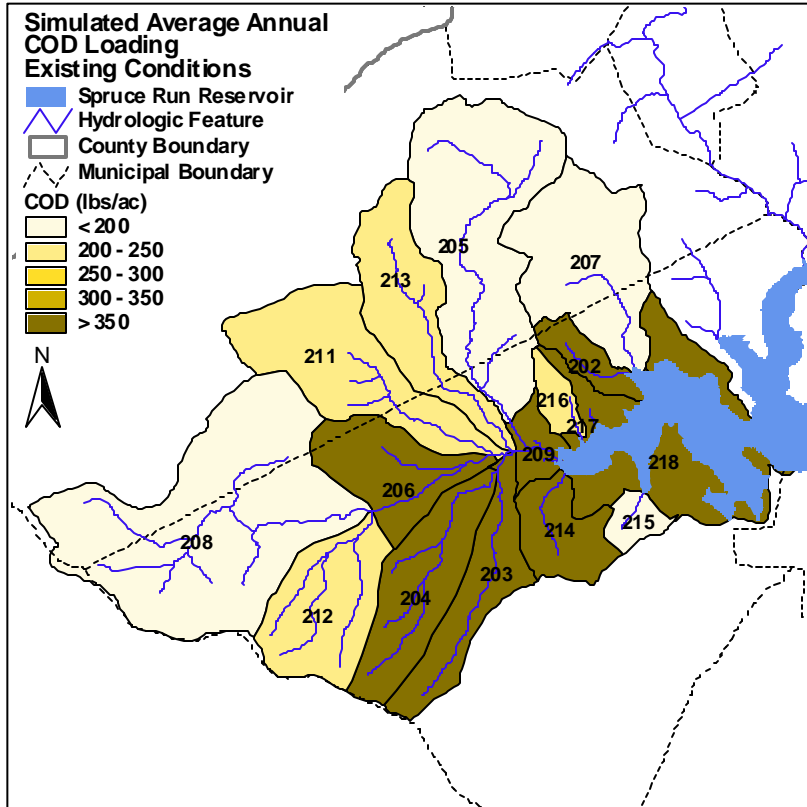 Simulated Average Annual
COD Loading
Existing Conditions
Spruce Run Reservoir
Hydrologic Feature
County Boundary
Municipal Boundary
COD (lbs/ac)
< 200
200 - 250
250 - 300
300 - 350
> 350
N
205
207
213
211
202
216
217
209
218
206
208
214
215
203
204
212